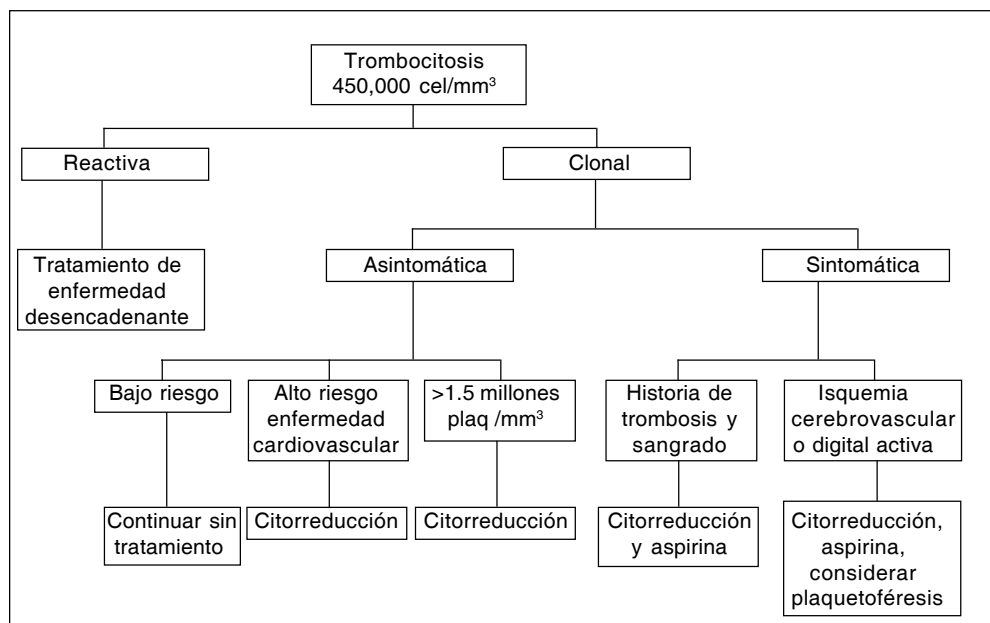 Trombocitosis
450,000 cel/mm³
Reactiva
Clonal
Tratamiento de
enfermedad
desencadenante
Asintomática
Sintomática
Bajo riesgo
Alto riesgo
enfermedad
cardiovascular
>1.5 millones
plaq /mm³
Historia de
trombosis y
sangrado
Isquemia
cerebrovascular
o digital activa
Continuar sin
tratamiento
Citorreducción
Citorreducción
Citorreducción
y aspirina
Citorreducción,
aspirina,
considerar
plaquetoféresis